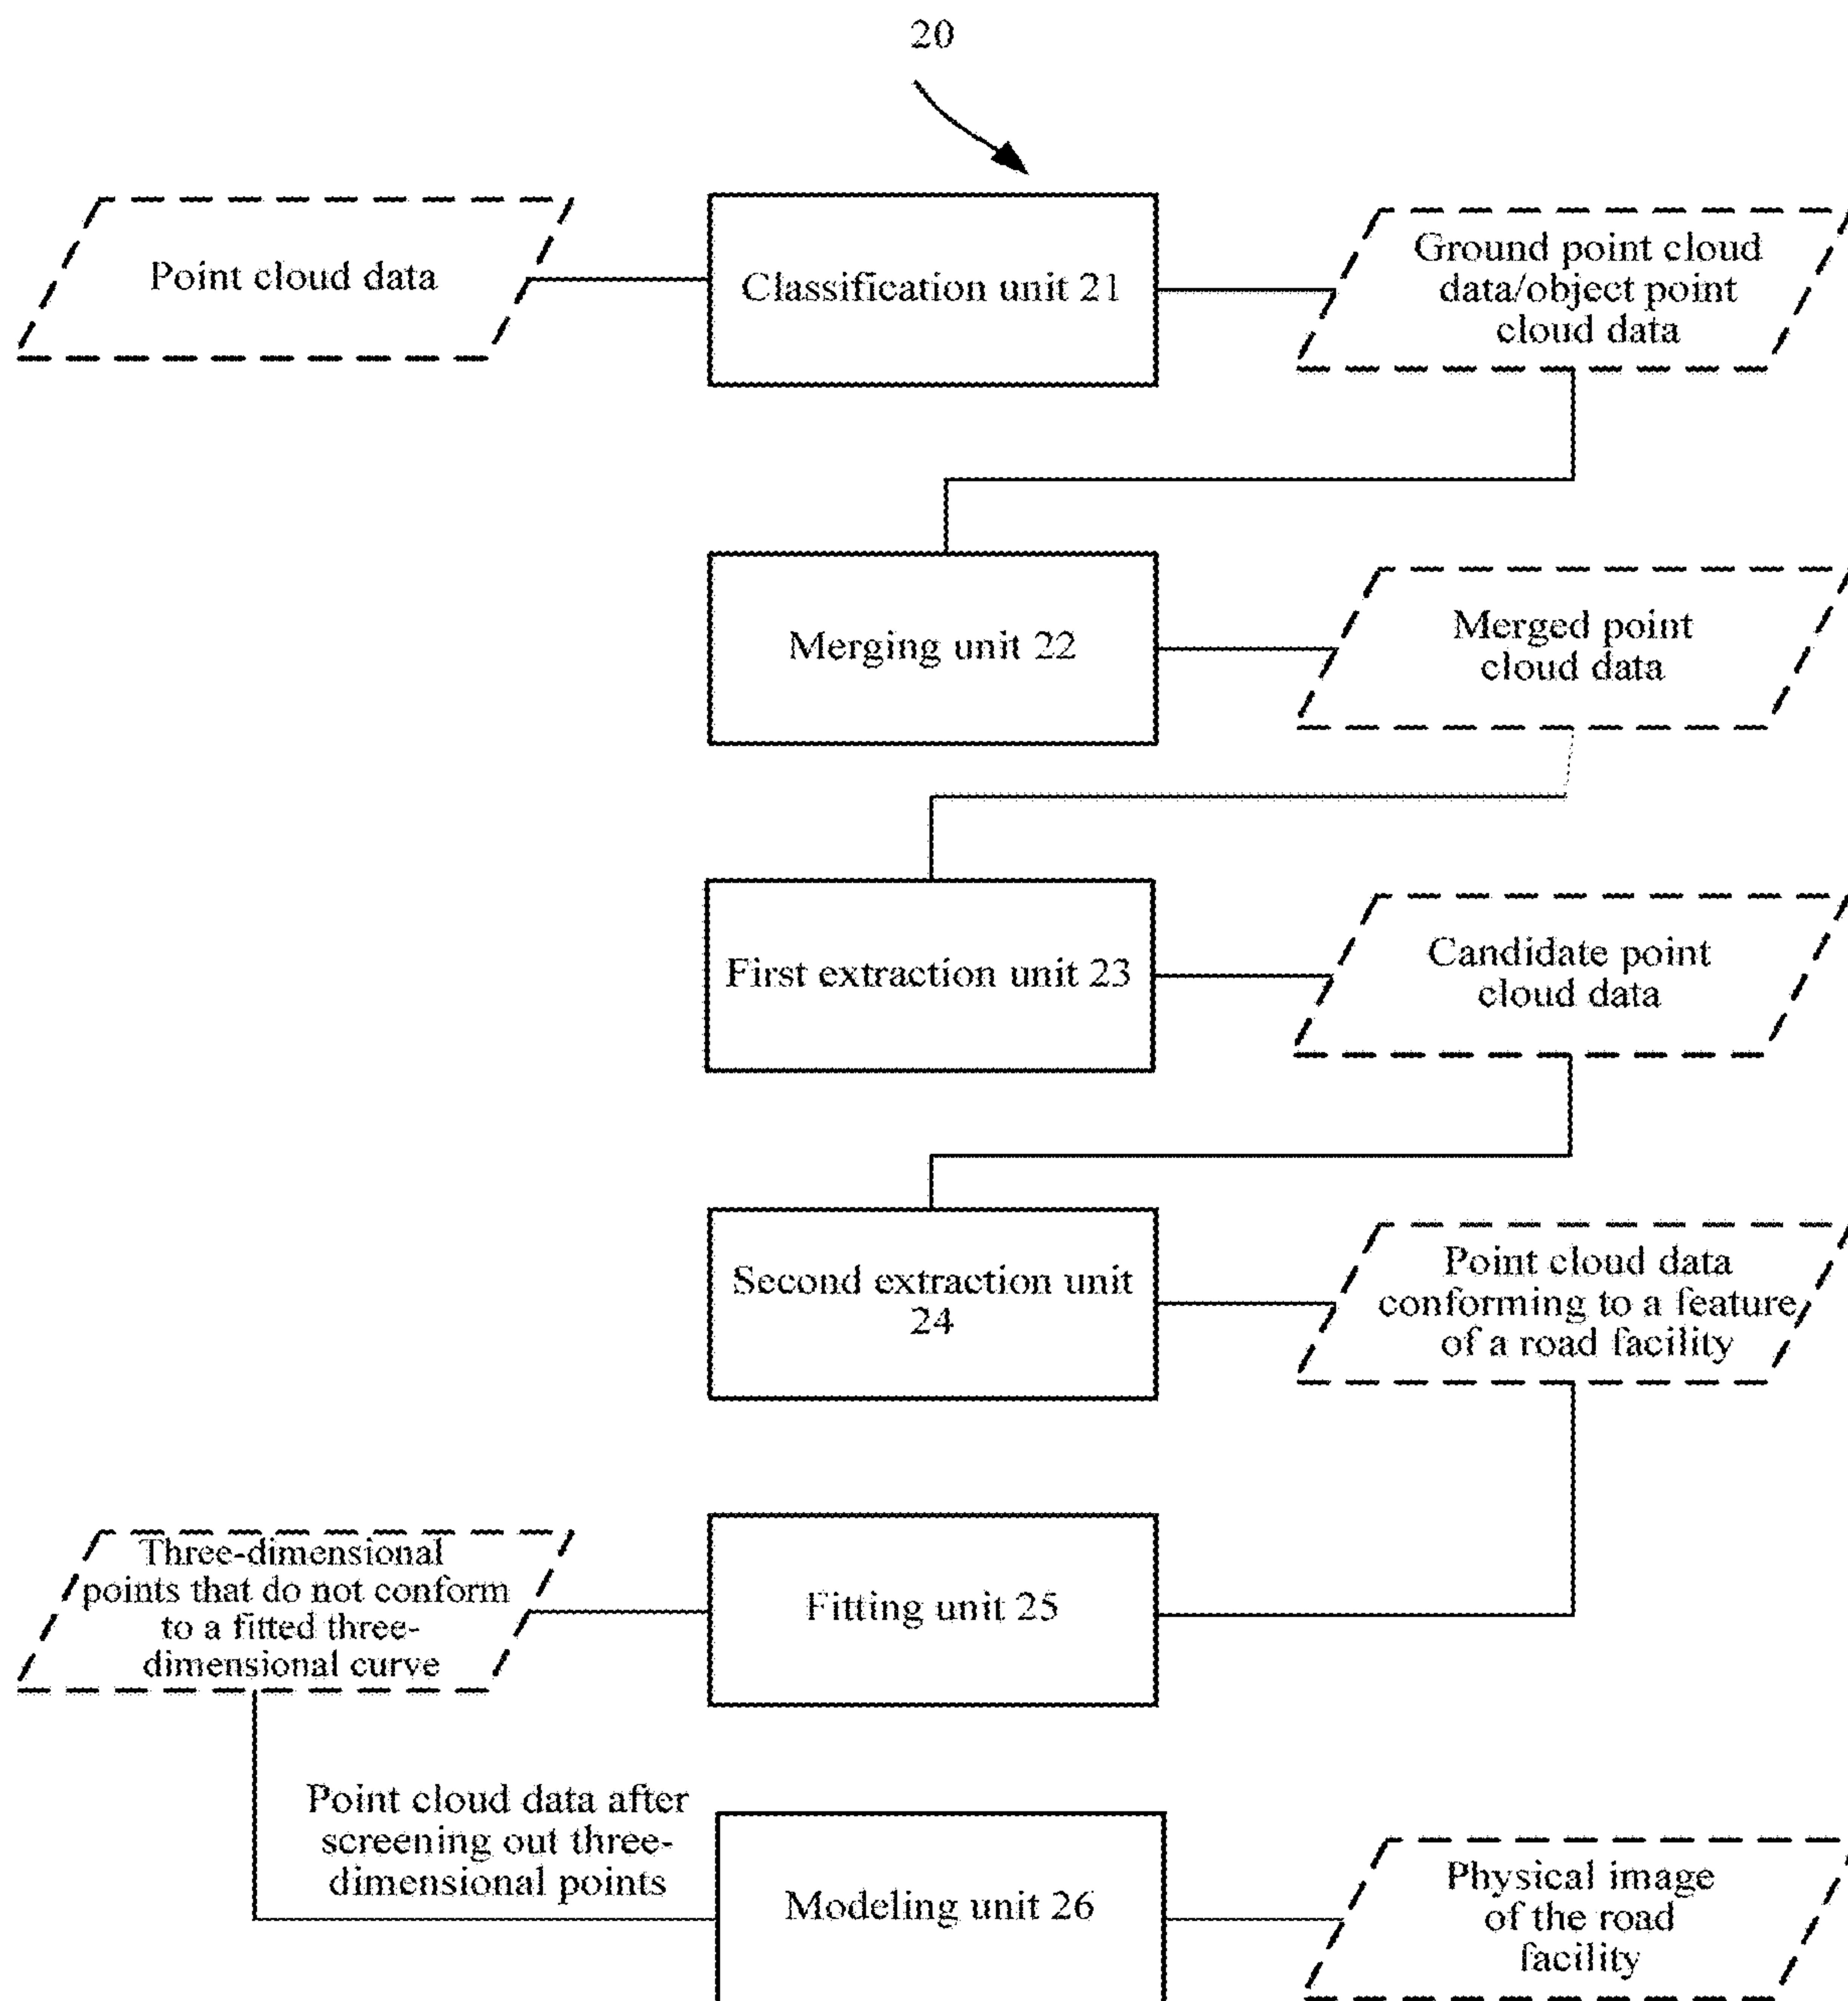 20
Point cloud data
Classification unit 21
Ground point cloud
data/object point
cloud data
Merging unit 22
Merged point
cloud data
First extraction unit 23
Candidate point
cloud data
Second extraction unit
24
Point cloud data
conforming to a feature
of a road facility
Three-dimensional
points that do not conform
to a fitted three-
dimensional curve
Fitting unit 25
Point cloud data after
screening out three-
dimensional points
Modeling unit 26
Physical image
of the road
facility